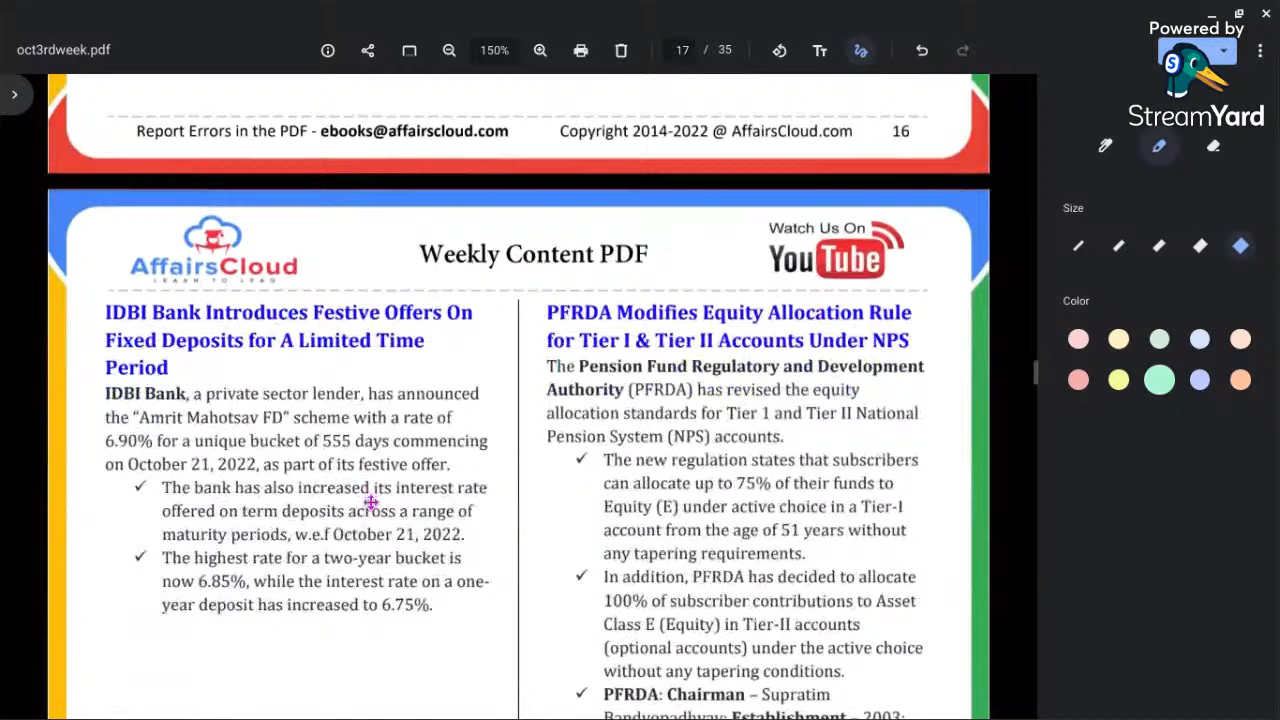 oct3rdweek.pdf
150%
17 / 35
Powered by
StreamYard
Report Errors in the PDF - ebooks@affairscloud.com
Copyright 2014-2022 @ AffairsCloud.com
16
AffairsCloud
LEARN TO LEAD
Weekly Content PDF
Watch Us On
YouTube
IDBI Bank Introduces Festive Offers On
Fixed Deposits for A Limited Time
Period
IDBI Bank, a private sector lender, has announced
the “Amrit Mahotsav FD” scheme with a rate of
6.90% for a unique bucket of 555 days commencing
on October 21, 2022, as part of its festive offer.
✓ The bank has also increased its interest rate
offered on term deposits across a range of
maturity periods, w.e.f October 21, 2022.
✓ The highest rate for a two-year bucket is
now 6.85%, while the interest rate on a one-
year deposit has increased to 6.75%.
PFRDA Modifies Equity Allocation Rule
for Tier I & Tier II Accounts Under NPS
The Pension Fund Regulatory and Development
Authority (PFRDA) has revised the equity
allocation standards for Tier 1 and Tier II National
Pension System (NPS) accounts.
✓ The new regulation states that subscribers
can allocate up to 75% of their funds to
Equity (E) under active choice in a Tier-I
account from the age of 51 years without
any tapering requirements.
✓ In addition, PFRDA has decided to allocate
100% of subscriber contributions to Asset
Class E (Equity) in Tier-II accounts
(optional accounts) under the active choice
without any tapering conditions.
✓ PFRDA: Chairman – Supratim
Bandyopadhyay; Establishment – 2003;
Size
Color